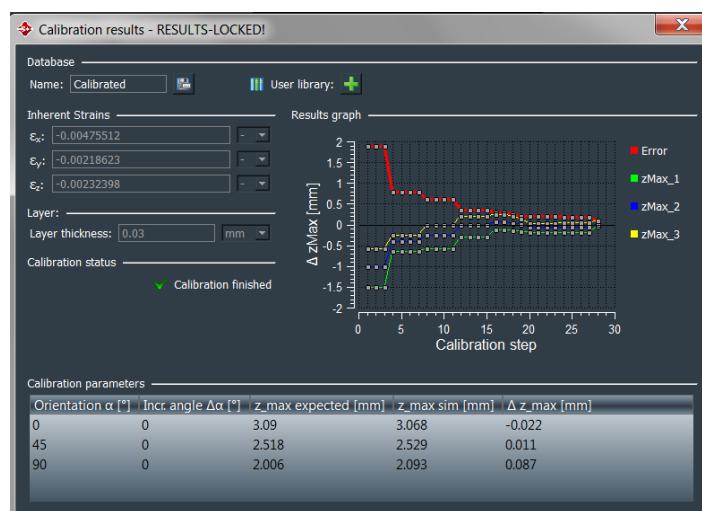 Calibration results - RESULTS-LOCKED!
Database
Name: Calibrated User library:
Inherent Strains
εx: -0.00475512 -
εy: -0.00218623 -
εz: -0.00232398 -
Layer:
Layer thickness: 0.03 mm
Calibration status
Calibration finished
Results graph
Δ zMax [mm]
2
1.5
1
0.5
0
-0.5
-1
-1.5
-2
0 5 10 15 20 25 30
Calibration step
Error
zMax_1
zMax_2
zMax_3
Calibration parameters
Orientation α [°] Incr. angle Δα [°] z_max expected [mm] z_max sim [mm] Δ z_max [mm]
0 0 3.09 3.068 -0.022
45 0 2.518 2.529 0.011
90 0 2.006 2.093 0.087